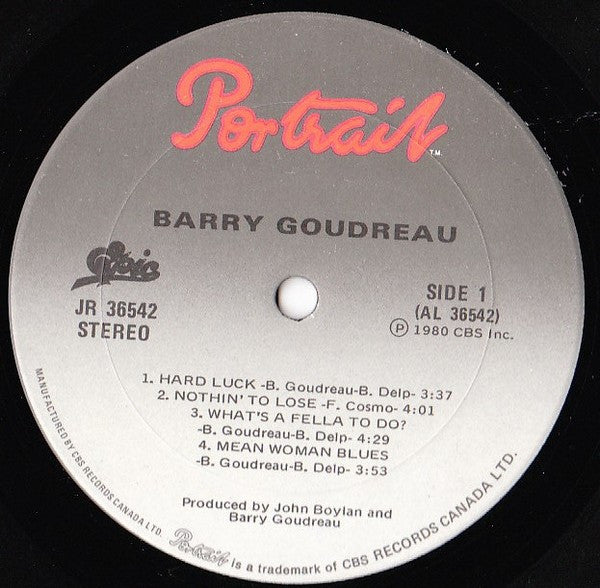 Portrait
TM
BARRY GOUDREAU
Epic
JR 36542
STEREO
SIDE 1
(AL 36542)
Ⓟ 1980 CBS Inc.
1. HARD LUCK -B. Goudreau-B. Delp- 3:37
2. NOTHIN' TO LOSE -F. Cosmo- 4:01
3. WHAT'S A FELLA TO DO?
-B. Goudreau-B. Delp- 4:29
4. MEAN WOMAN BLUES
-B. Goudreau-B. Delp- 3:53
Produced by John Boylan and
Barry Goudreau
MANUFACTURED BY CBS RECORDS CANADA LTD. Portrait is a trademark of CBS RECORDS CANADA LTD.